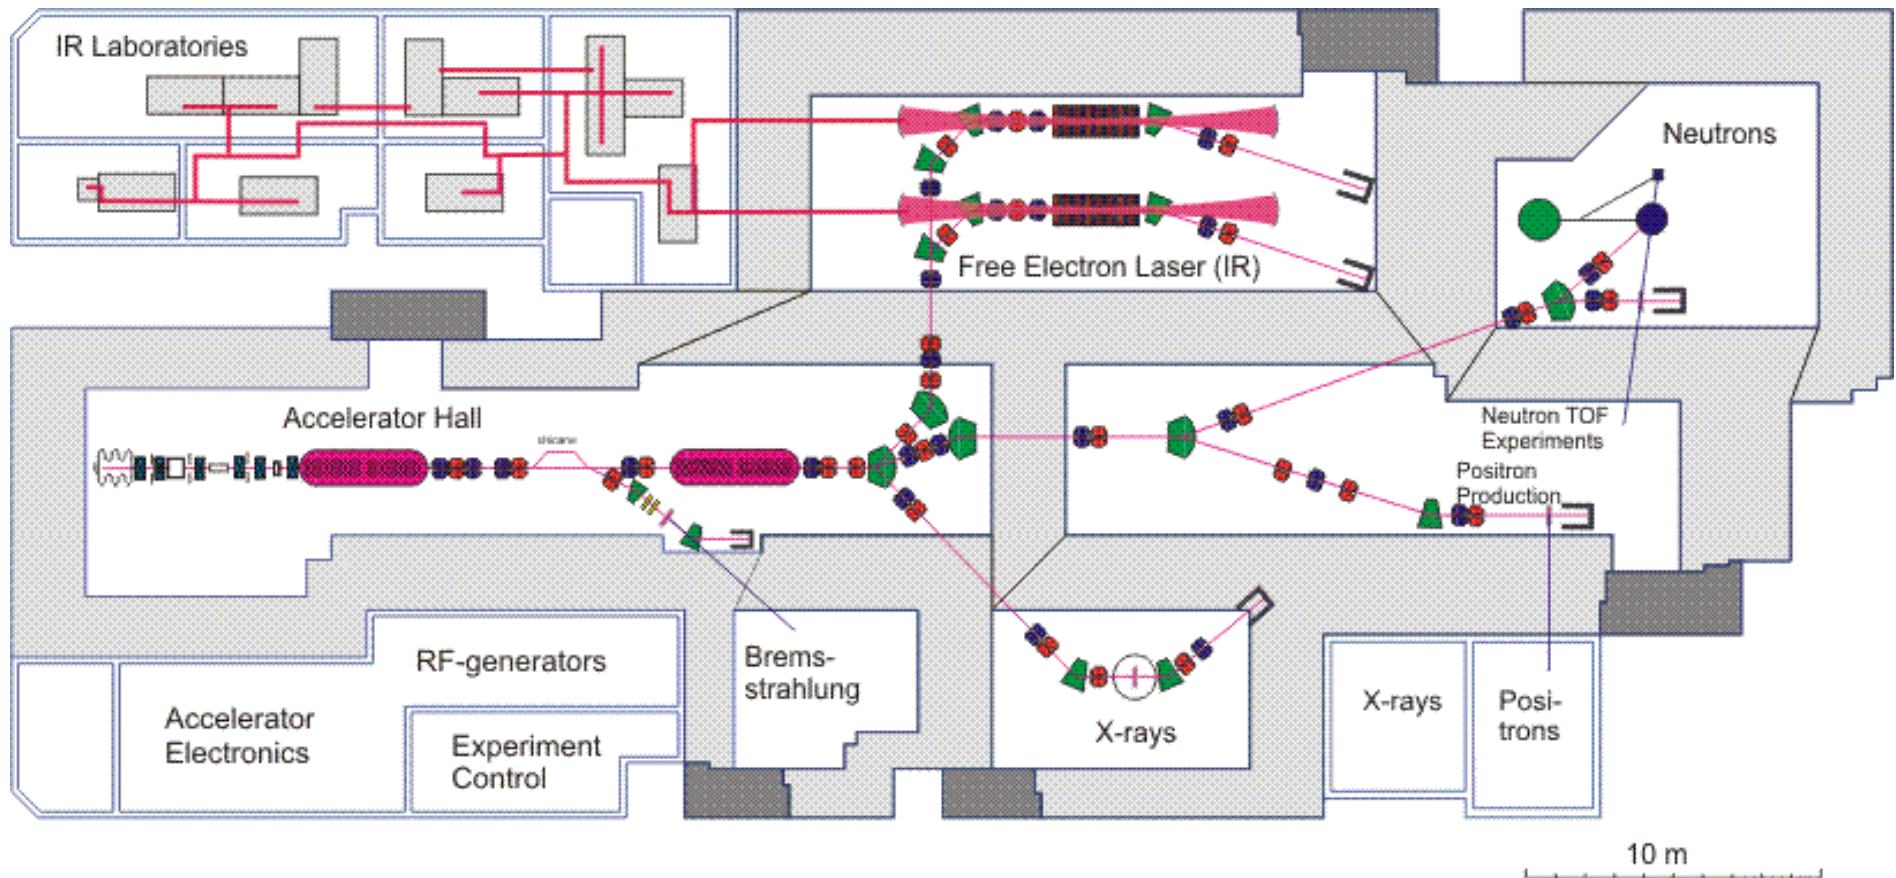 IR Laboratories
Neutrons
Free Electron Laser (IR)
Accelerator Hall
chicane
Neutron TOF
Experiments
Positron
Production
RF-generators
Accelerator
Electronics
Experiment
Control
Brems-
strahlung
X-rays
X-rays
Posi-
trons
10 m